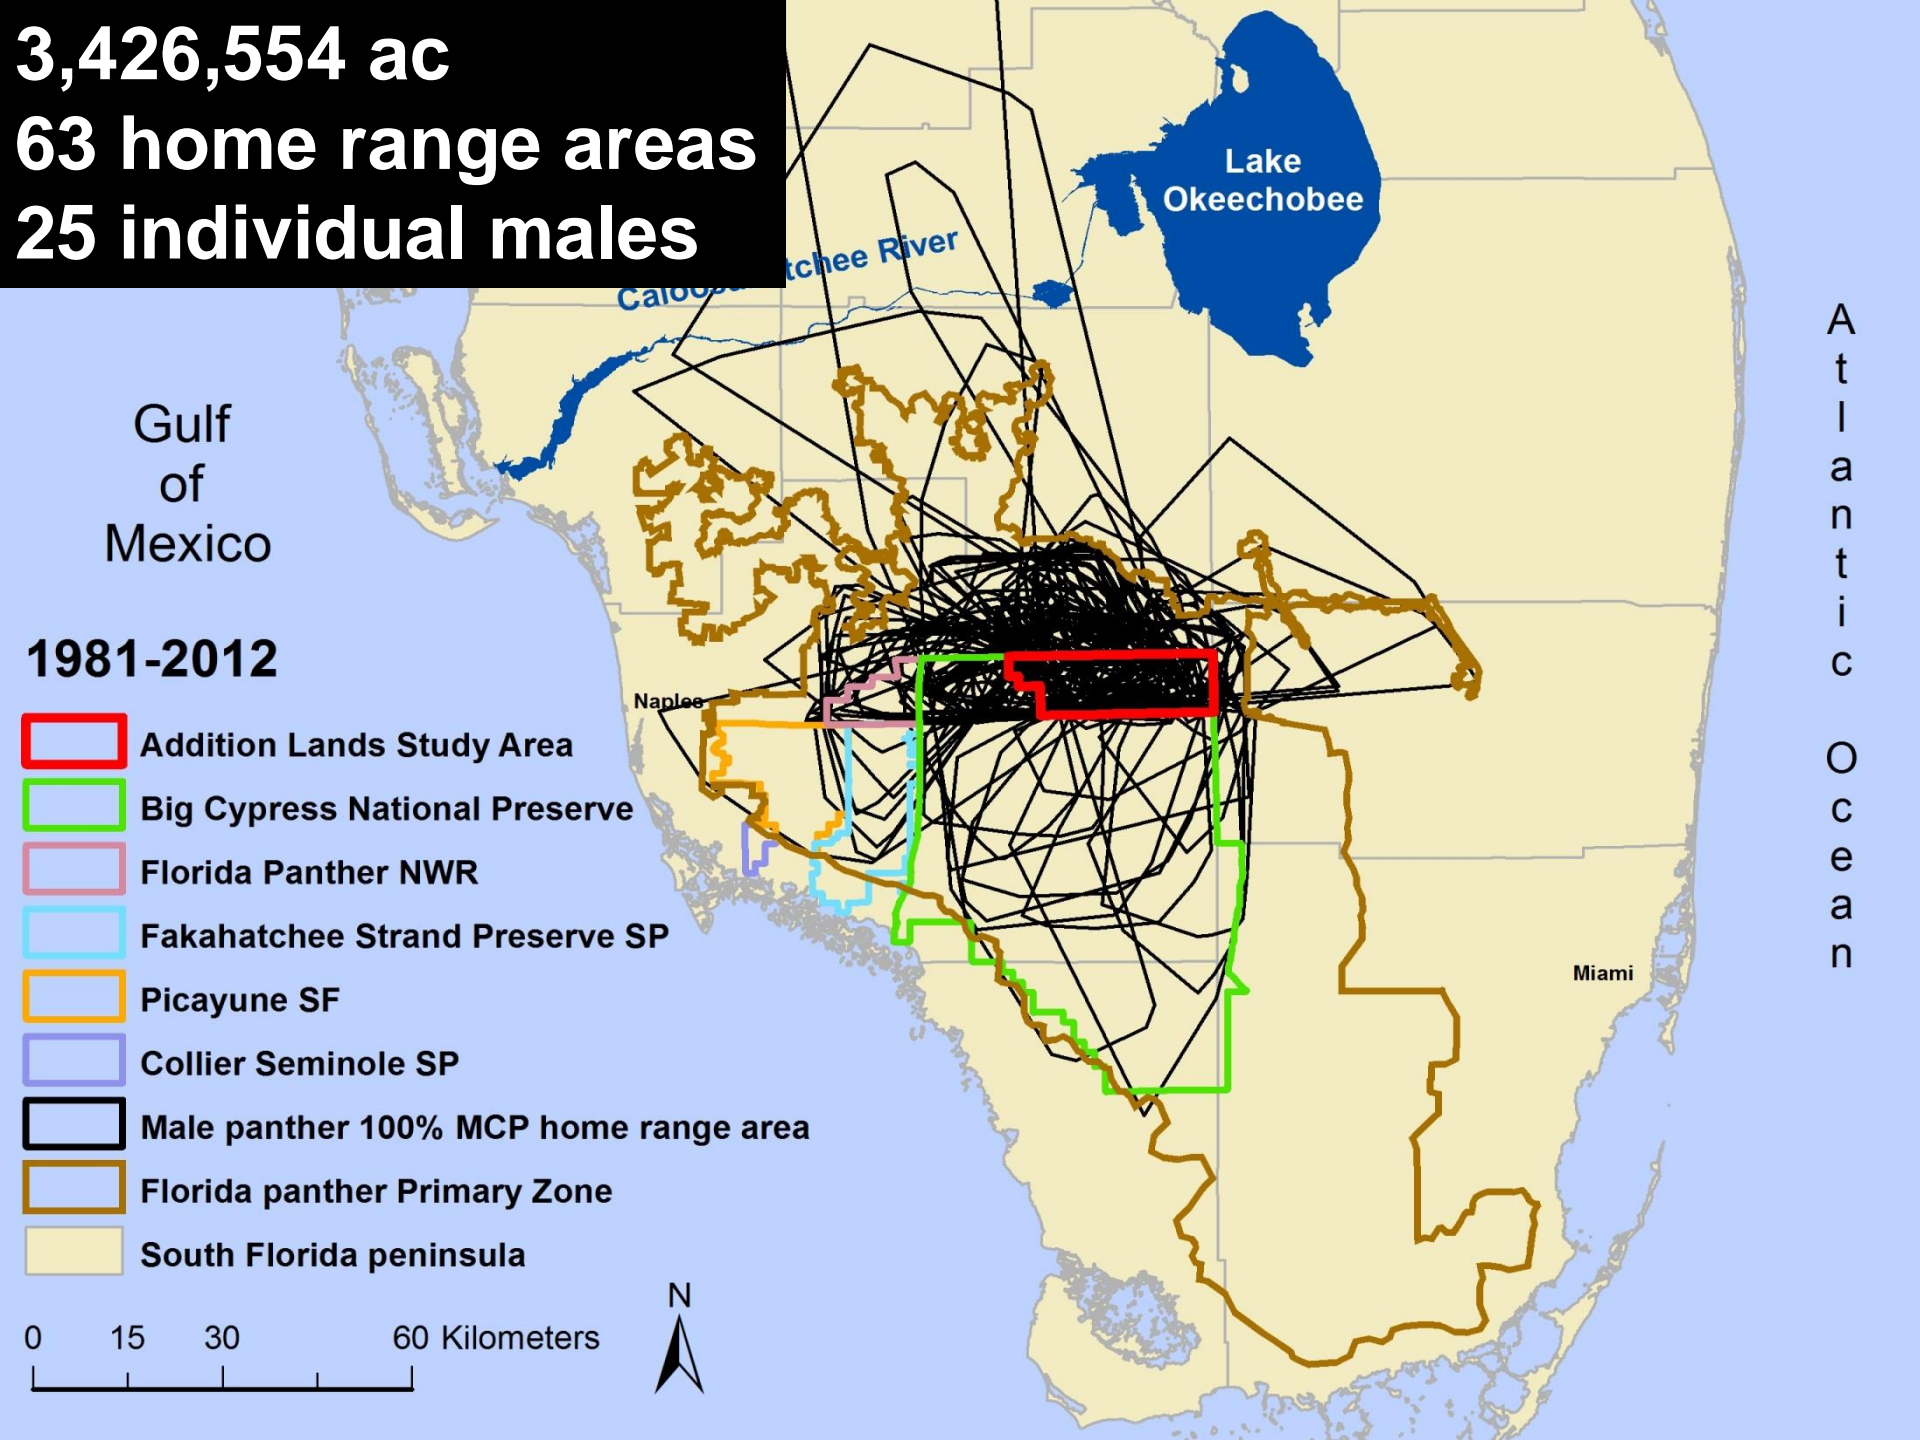 3,426,554 ac
63 home range areas
25 individual males
Lake
Okeechobee
tchee River
Caloos
Gulf
of
Mexico
Atlantic Ocean
1981-2012
Naples
Addition Lands Study Area
Big Cypress National Preserve
Florida Panther NWR
Fakahatchee Strand Preserve SP
Picayune SF
Miami
Collier Seminole SP
Male panther 100% MCP home range area
Florida panther Primary Zone
South Florida peninsula
N
0 15 30 60 Kilometers